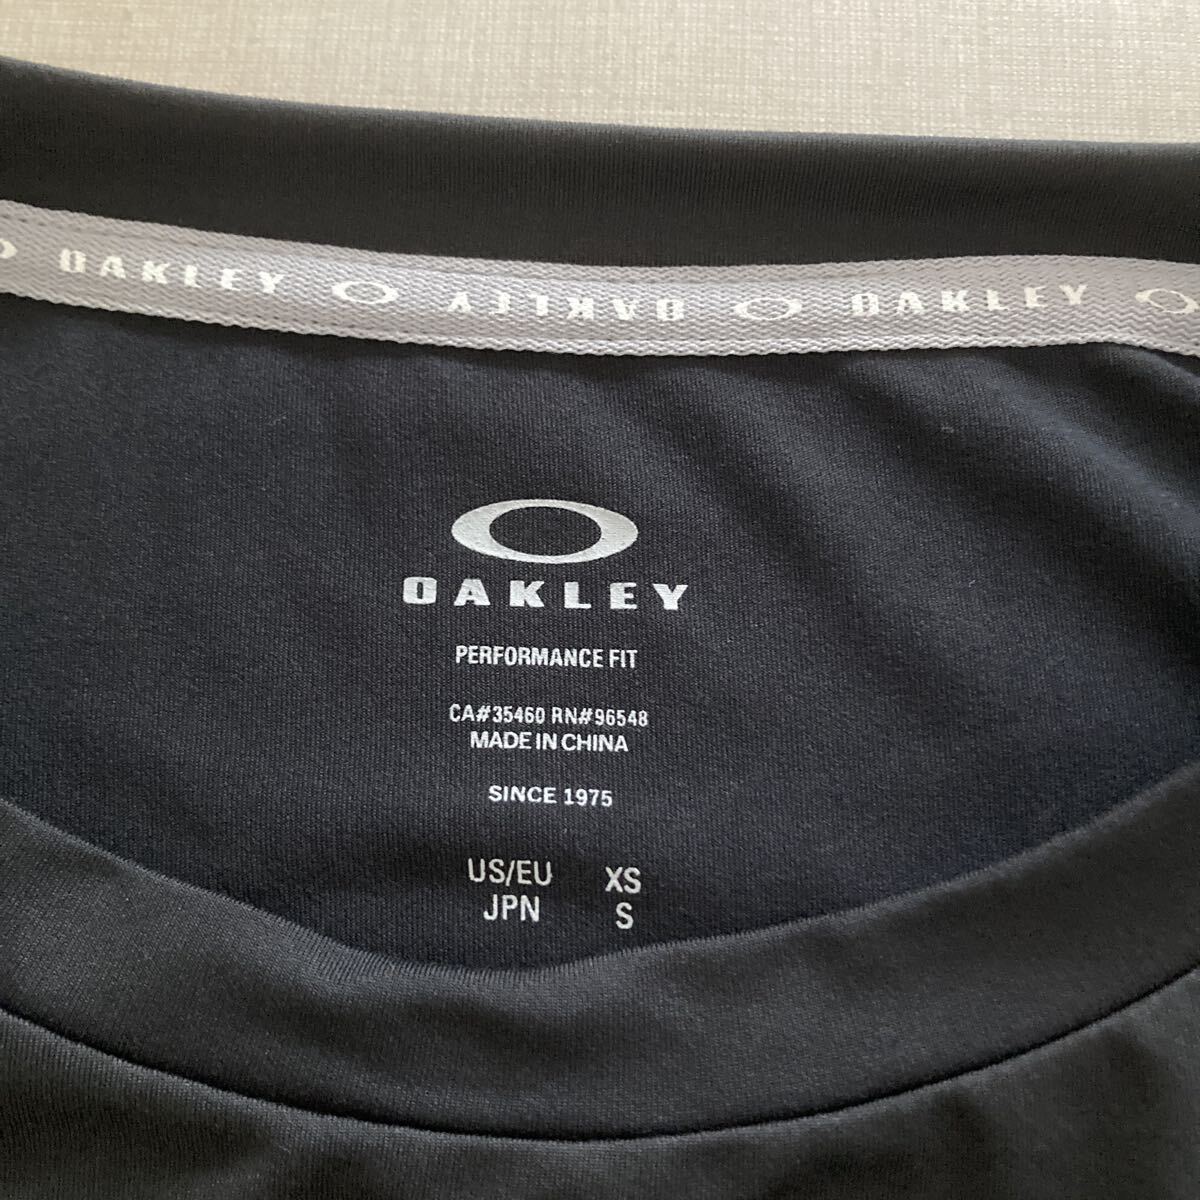 OAKLEY OAKLEY OAKLEY
OAKLEY
PERFORMANCE FIT
CA#35460 RN#96548
MADE IN CHINA
SINCE 1975
US/EU XS
JPN S